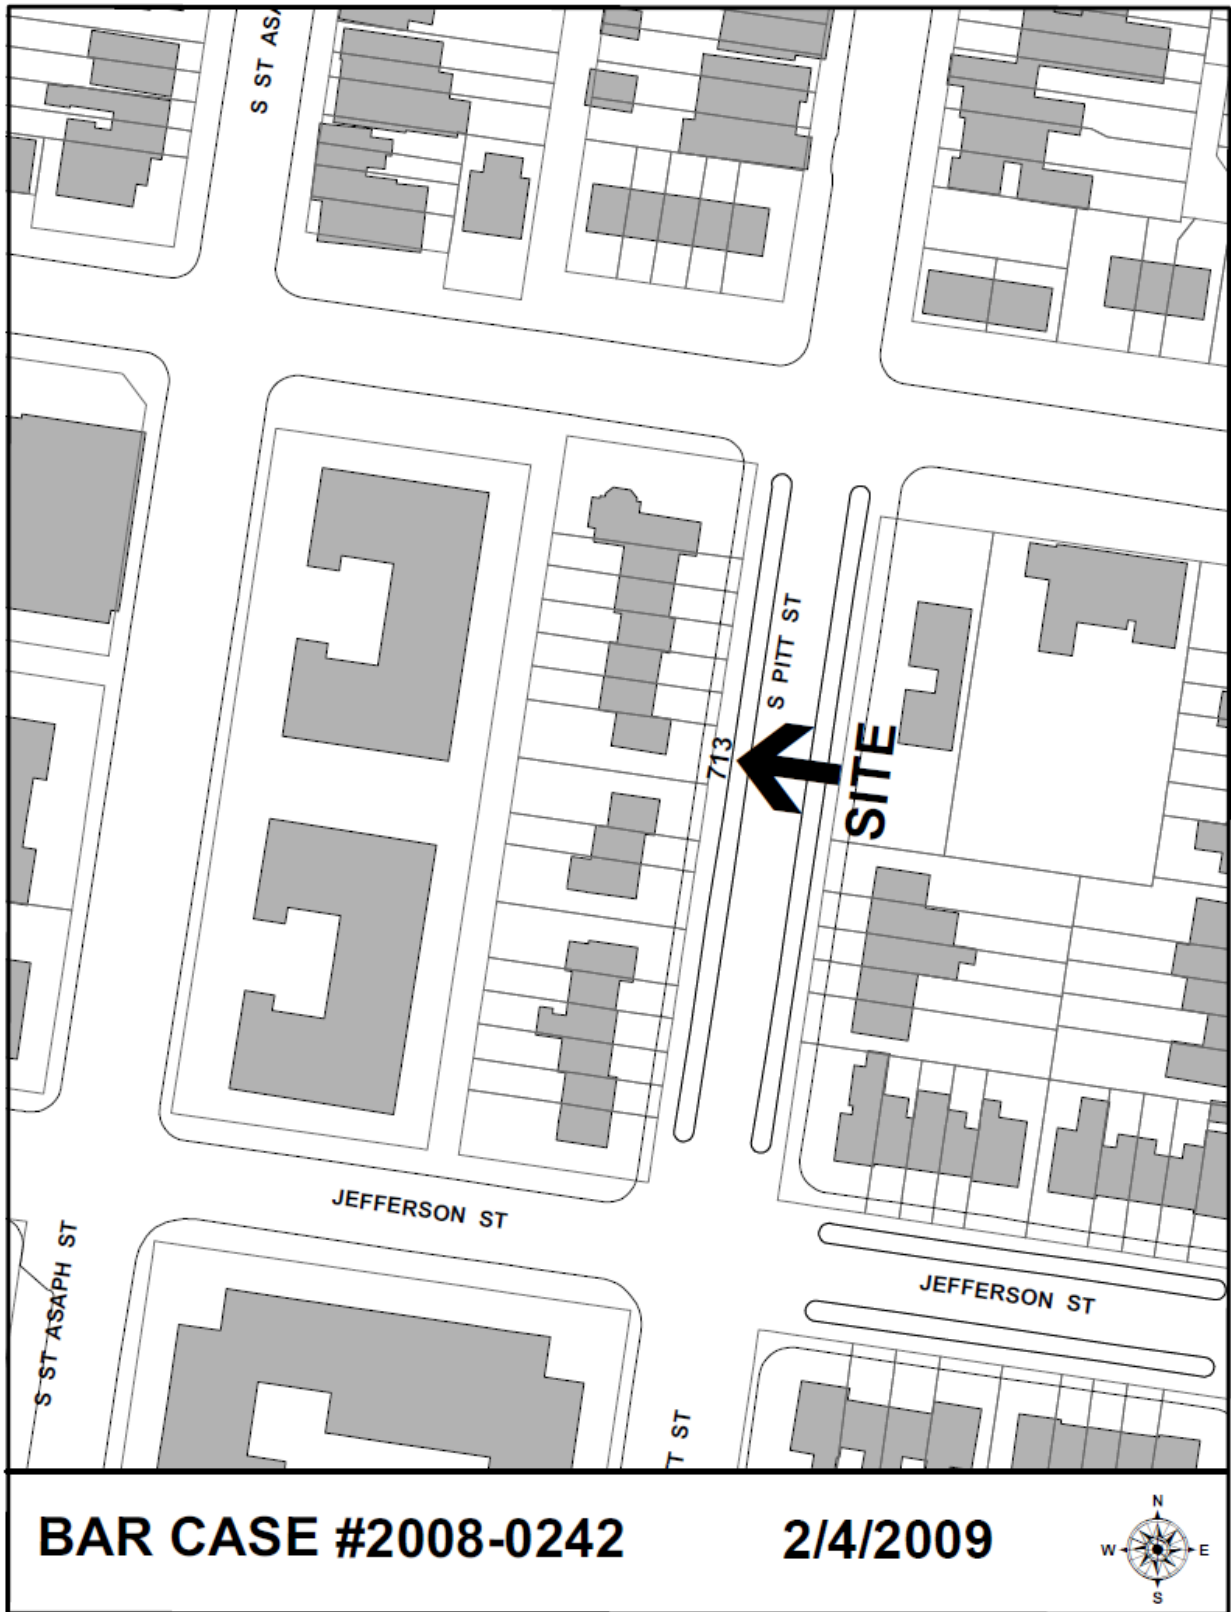 S ST ASA
S PITT ST
713
SITE
JEFFERSON ST
S ST ASAPH ST
JEFFERSON ST
T ST
BAR CASE #2008-0242
2/4/2009
N
W E
S